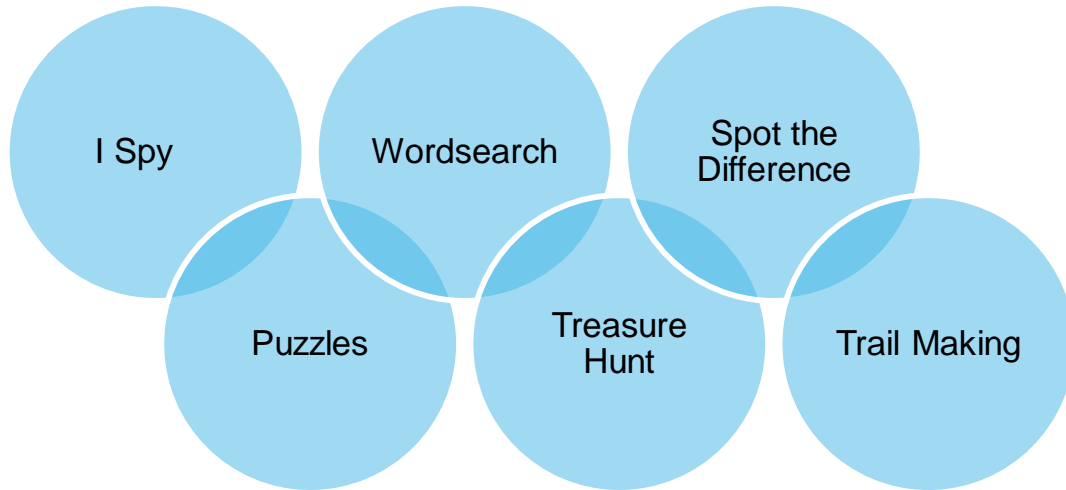 I Spy
Wordsearch
Spot the
Difference
Puzzles
Treasure
Hunt
Trail Making